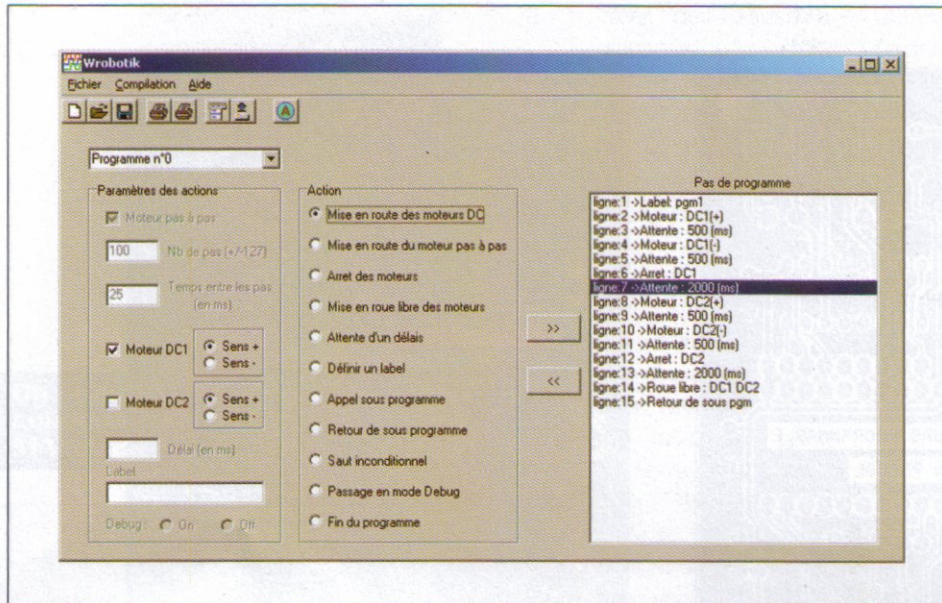 Wrobotik
Fichier Compilation Aide
A
Programme n°0
Paramètres des actions
Moteur pas à pas
100 Nb de pas (+/-127)
25 Temps entre les pas
(en ms)
Moteur DC1
Sens +
Sens -
Moteur DC2
Sens +
Sens -
Délai (en ms)
Label
Debug : On Off
Action
Mise en route des moteurs DC
Mise en route du moteur pas à pas
Arret des moteurs
Mise en roue libre des moteurs
Attente d'un délais
Définir un label
Appel sous programme
Retour de sous programme
Saut inconditionnel
Passage en mode Debug
Fin du programme
>>
<<
Pas de programme
ligne:1 ->Label: pgm1
ligne:2 ->Moteur : DC1(+)
ligne:3 ->Attente : 500 (ms)
ligne:4 ->Moteur : DC1(-)
ligne:5 ->Attente : 500 (ms)
ligne:6 ->Arret : DC1
ligne:7 ->Attente : 2000 (ms)
ligne:8 ->Moteur : DC2(+)
ligne:9 ->Attente : 500 (ms)
ligne:10 ->Moteur : DC2(-)
ligne:11 ->Attente : 500 (ms)
ligne:12 ->Arret : DC2
ligne:13 ->Attente : 2000 (ms)
ligne:14 ->Roue libre : DC1 DC2
ligne:15 ->Retour de sous pgm